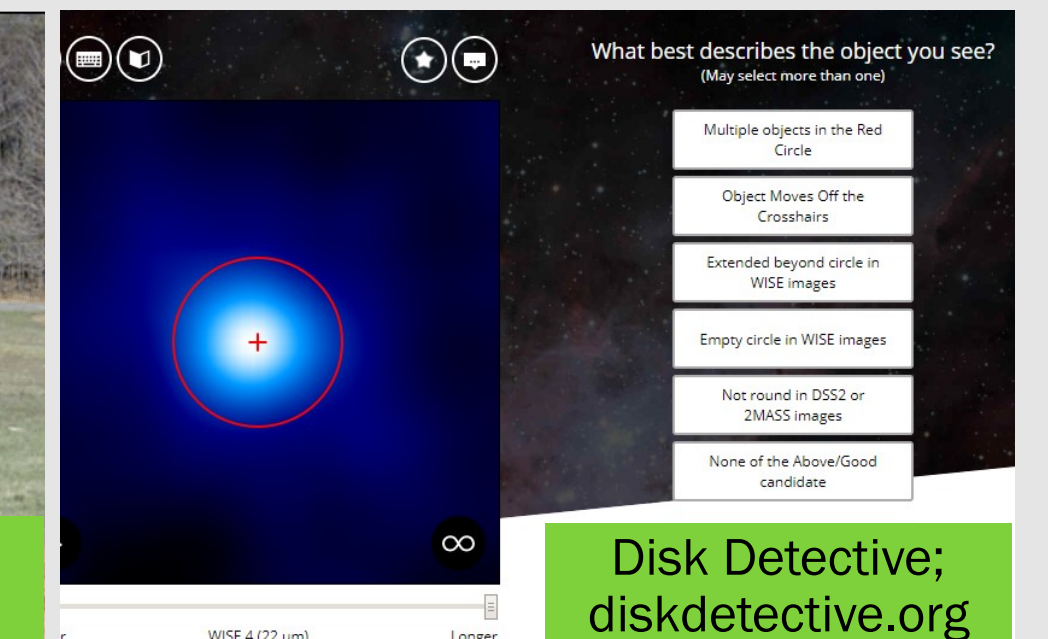 What best describes the object you see?
(May select more than one)
Multiple objects in the Red
Circle
Object Moves Off the
Crosshairs
Extended beyond circle in
WISE images
Empty circle in WISE images
Not round in DSS2 or
2MASS images
None of the Above/Good
candidate
WISE 4 (22 um)
Longer
Disk Detective;
diskdetective.org